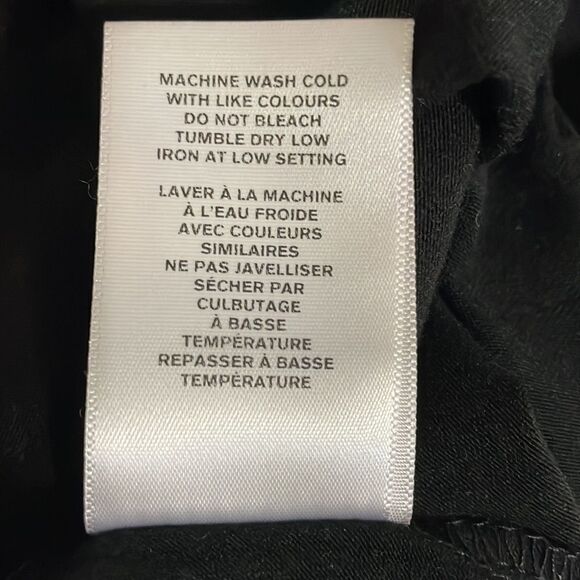 MACHINE WASH COLD
WITH LIKE COLOURS
DO NOT BLEACH
TUMBLE DRY LOW
IRON AT LOW SETTING
LAVER À LA MACHINE
À L'EAU FROIDE
AVEC COULEURS
SIMILAIRES
NE PAS JAVELLISER
SÉCHER PAR
CULBUTAGE
À BASSE
TEMPÉRATURE
REPASSER À BASSE
TEMPÉRATURE